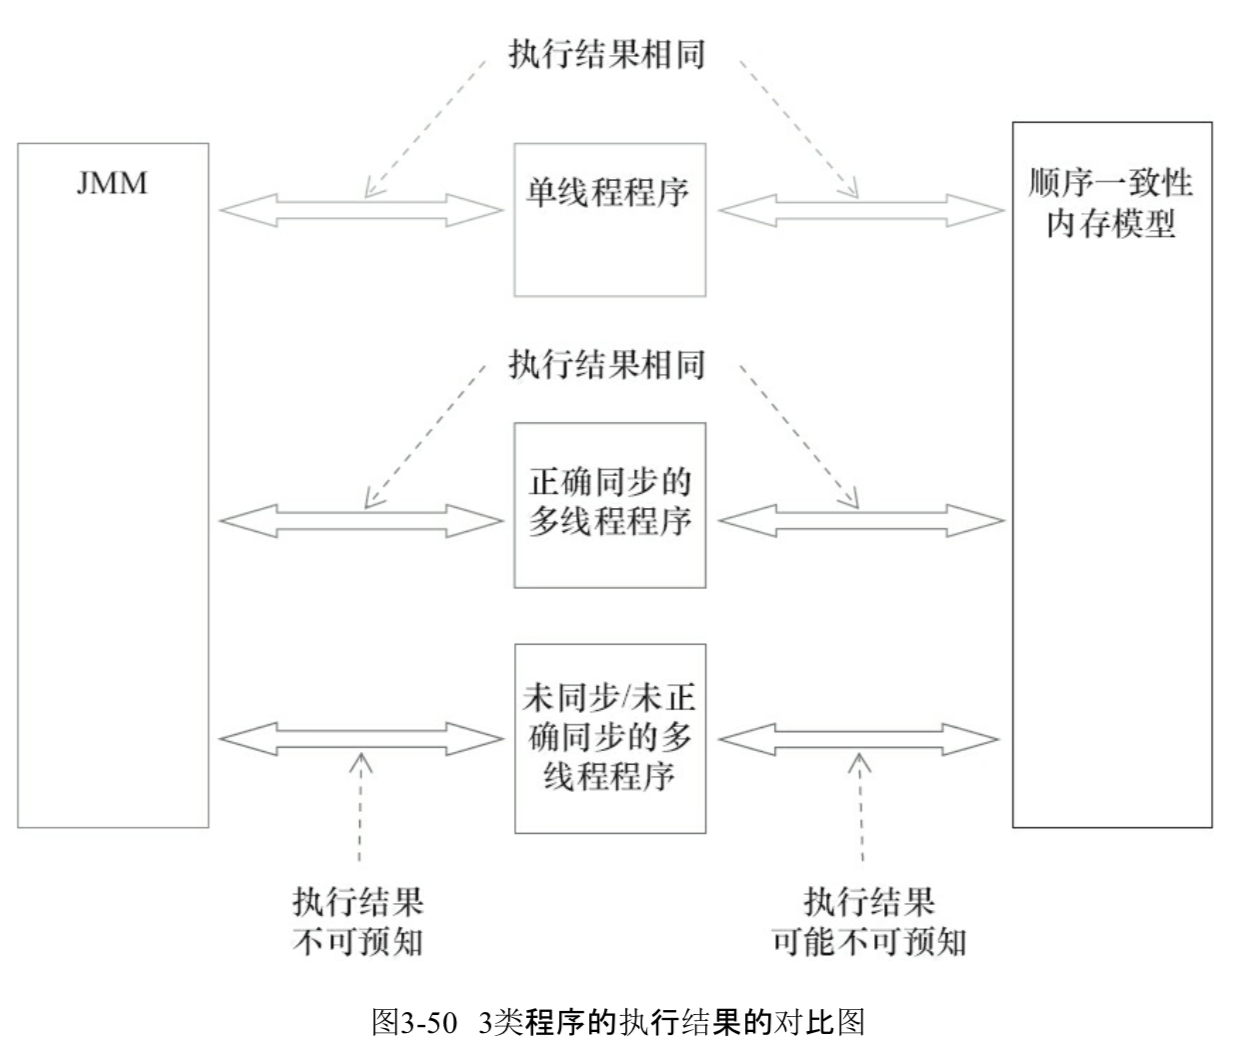 执行结果相同
JMM
单线程程序
顺序一致性
内存模型
执行结果相同
正确同步的
多线程程序
未同步/未正
确同步的多
线程程序
执行结果
不可预知
执行结果
可能不可预知
图3-50 3类程序的执行结果的对比图